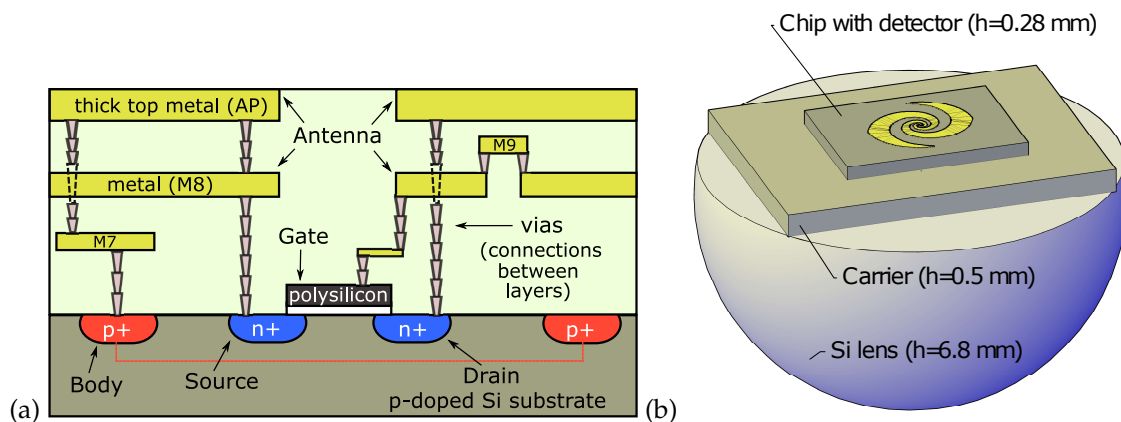 thick top metal (AP)
Antenna
M9
metal (M8)
M7
Gate
vias
(connections
between
layers)
polysilicon
p+
n+
n+
p+
Body
Source
Drain
p-doped Si substrate
(a)
Chip with detector (h=0.28 mm)
Carrier (h=0.5 mm)
Si lens (h=6.8 mm)
(b)